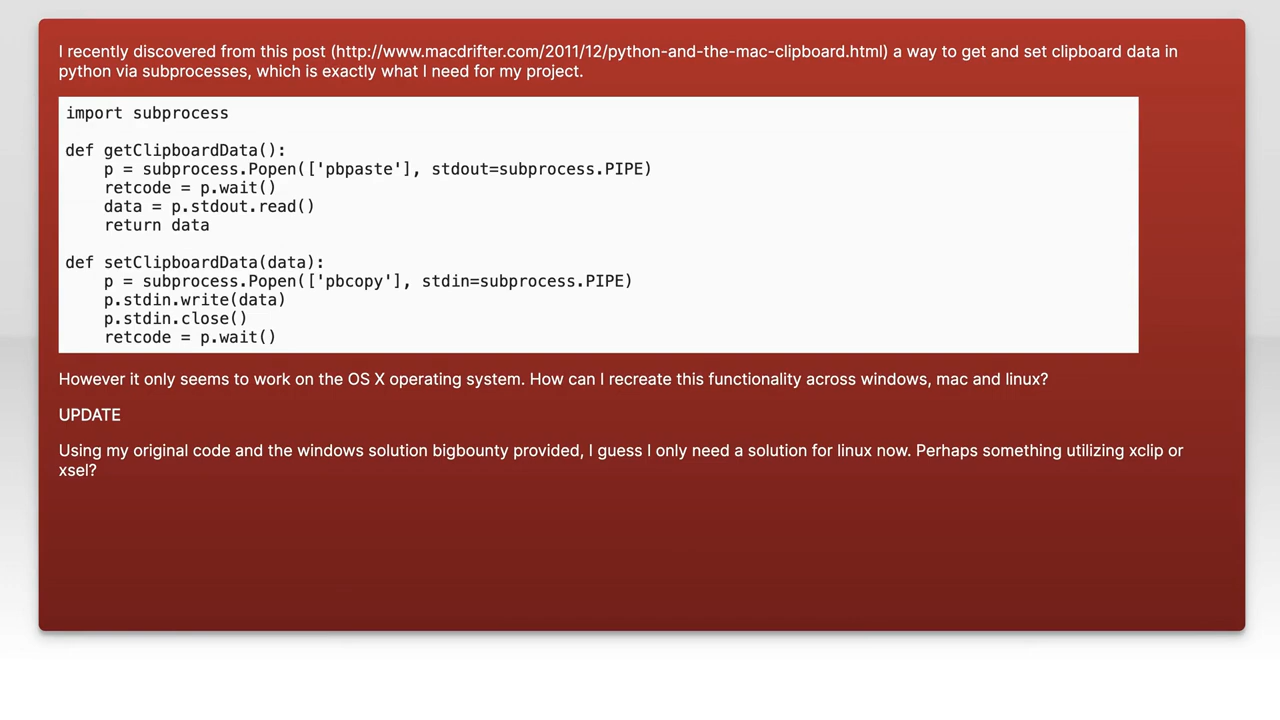 I recently discovered from this post (http://www.macdrifter.com/2011/12/python-and-the-mac-clipboard.html) a way to get and set clipboard data in
python via subprocesses, which is exactly what I need for my project.
import subprocess
def getClipboardData():
    p = subprocess.Popen(['pbpaste'], stdout=subprocess.PIPE)
    retcode = p.wait()
    data = p.stdout.read()
    return data
def setClipboardData(data):
    p = subprocess.Popen(['pbcopy'], stdin=subprocess.PIPE)
    p.stdin.write(data)
    p.stdin.close()
    retcode = p.wait()
However it only seems to work on the OS X operating system. How can I recreate this functionality across windows, mac and linux?
UPDATE
Using my original code and the windows solution bigbounty provided, I guess I only need a solution for linux now. Perhaps something utilizing xclip or
xsel?